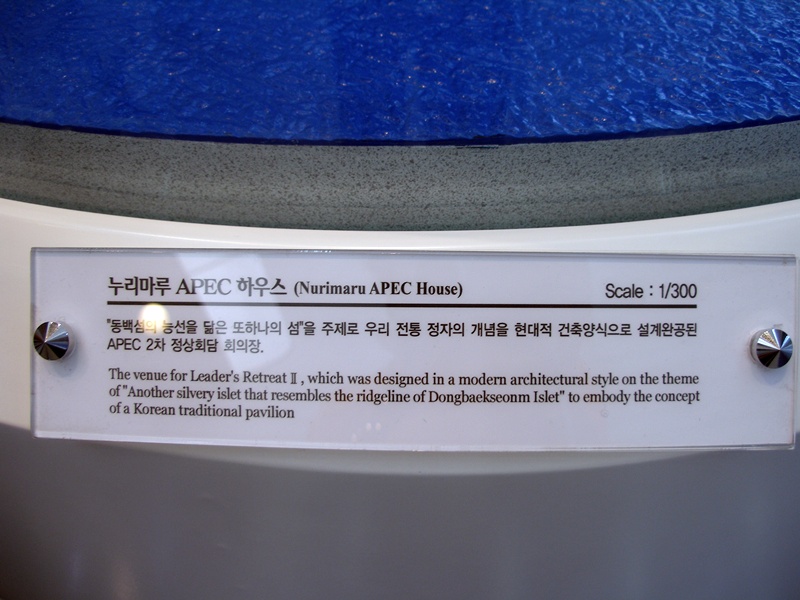 누리마루 APEC 하우스 (Nurimaru APEC House) Scale : 1/300
"동백섬의 능선을 닮은 또하나의 섬"을 주제로 우리 전통 정자의 개념을 현대적 건축양식으로 설계완공된
APEC 2차 정상회담 회의장.
The venue for Leader's Retreat Ⅱ, which was designed in a modern architectural style on the theme
of "Another silvery islet that resembles the ridgeline of Dongbaekseonm Islet" to embody the concept
of a Korean traditional pavilion